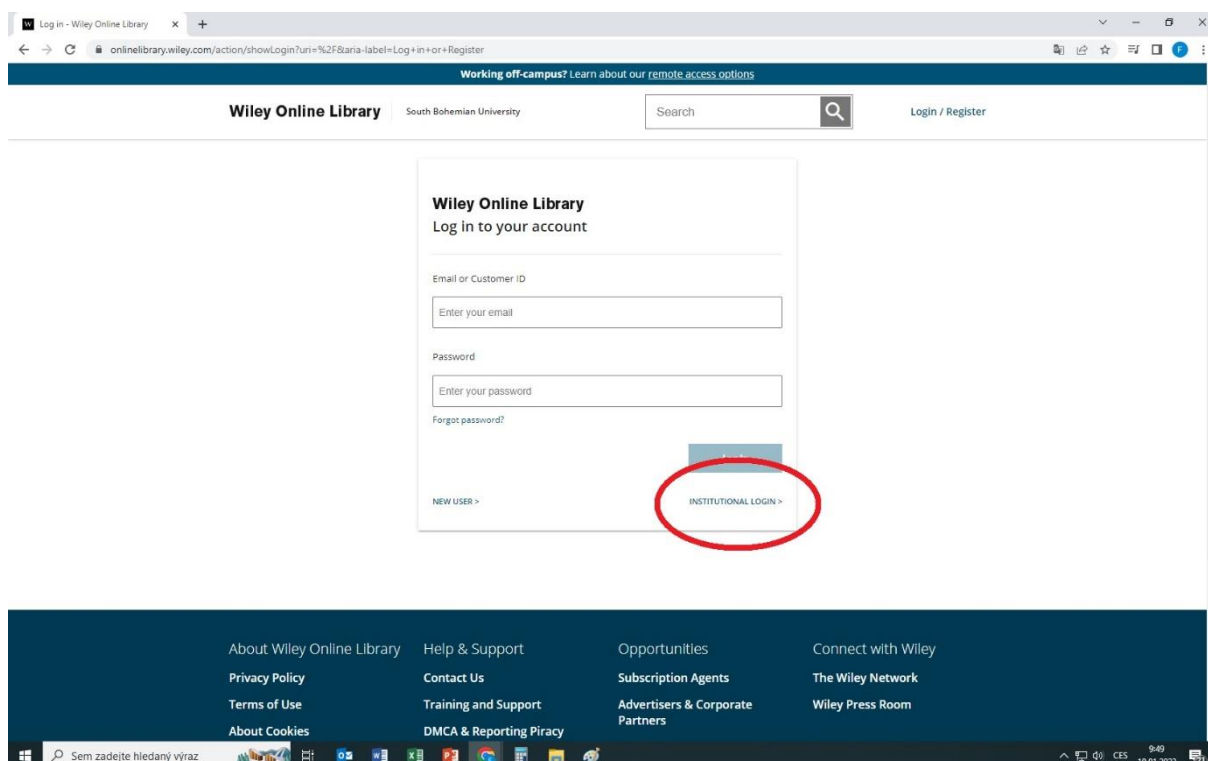 Log in - Wiley Online Library
onlinelibrary.wiley.com/action/showLogin?uri=%2F&aria-label=Log+in+or+Register
F
Working off-campus? Learn about our remote access options
Wiley Online Library
South Bohemian University
Search
Login / Register
Wiley Online Library
Log in to your account
Email or Customer ID
Enter your email
Password
Enter your password
Forgot password?
NEW USER >
INSTITUTIONAL LOGIN >
About Wiley Online Library
Privacy Policy
Terms of Use
About Cookies
Help & Support
Contact Us
Training and Support
DMCA & Reporting Piracy
Opportunities
Subscription Agents
Advertisers & Corporate
Partners
Connect with Wiley
The Wiley Network
Wiley Press Room
Sem zadejte hledaný výraz
CES
9:49